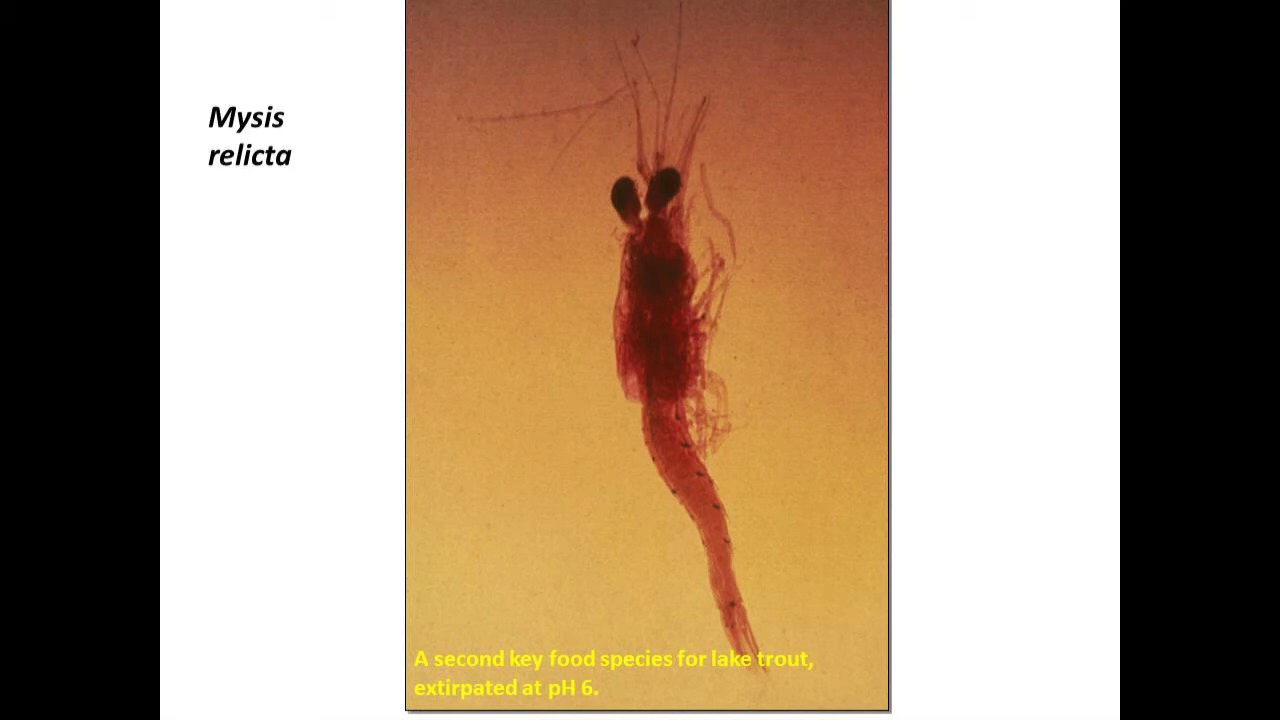 Mysis
relicta
A second key food species for lake trout,
extirpated at pH 6.